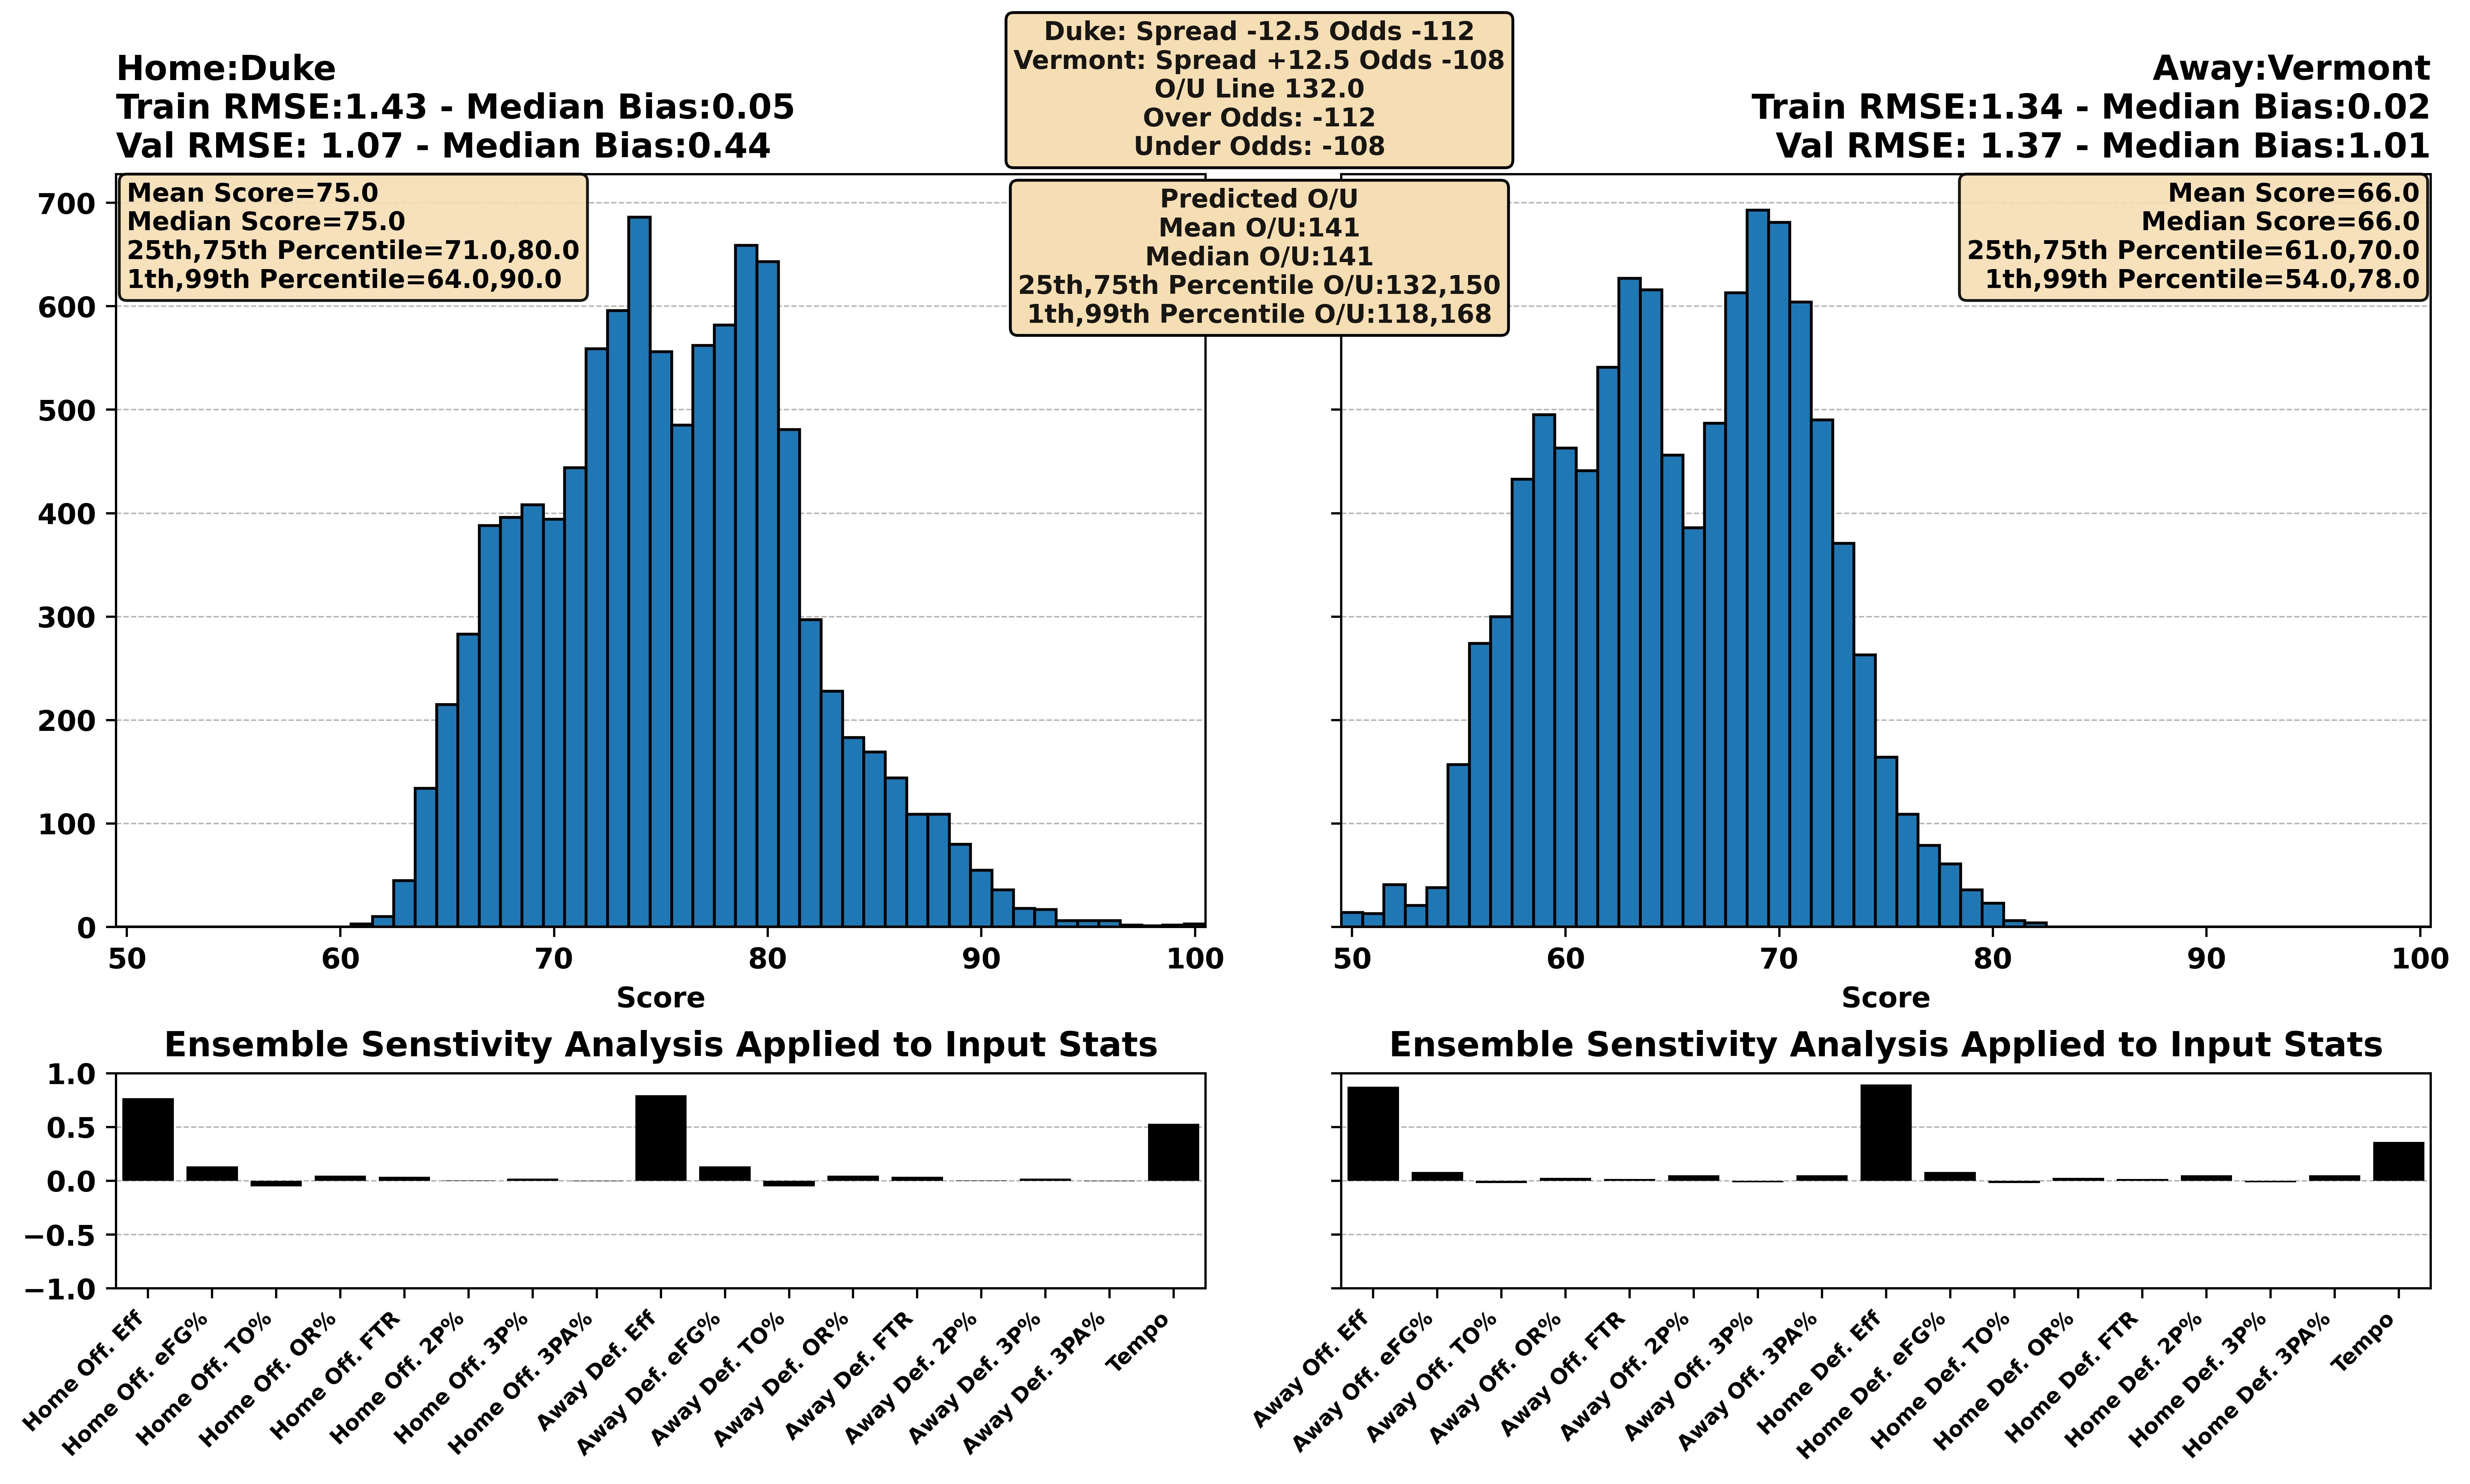 Duke: Spread -12.5 Odds -112
Vermont: Spread +12.5 Odds -108
O/U Line 132.0
Over Odds: -112
Under Odds: -108
Home:Duke
Train RMSE:1.43 - Median Bias:0.05
Val RMSE: 1.07 - Median Bias:0.44
Away:Vermont
Train RMSE:1.34 - Median Bias:0.02
Val RMSE: 1.37 - Median Bias:1.01
Mean Score=75.0
Median Score=75.0
25th,75th Percentile=71.0,80.0
1th,99th Percentile=64.0,90.0
Predicted O/U
Mean O/U:141
Median O/U:141
25th,75th Percentile O/U:132,150
1th,99th Percentile O/U:118,168
Mean Score=66.0
Median Score=66.0
25th,75th Percentile=61.0,70.0
1th,99th Percentile=54.0,78.0
700
600
500
400
300
200
100
0
50 60 70 80 90 100
Score
50 60 70 80 90 100
Score
Ensemble Senstivity Analysis Applied to Input Stats
1.0
0.5
0.0
−0.5
−1.0
Home Off. Eff
Home Off. eFG%
Home Off. TO%
Home Off. OR%
Home Off. FTR
Home Off. 2P%
Home Off. 3P%
Home Off. 3PA%
Away Def. Eff
Away Def. eFG%
Away Def. TO%
Away Def. OR%
Away Def. FTR
Away Def. 2P%
Away Def. 3P%
Away Def. 3PA%
Tempo
Ensemble Senstivity Analysis Applied to Input Stats
Away Off. Eff
Away Off. eFG%
Away Off. TO%
Away Off. OR%
Away Off. FTR
Away Off. 2P%
Away Off. 3P%
Away Off. 3PA%
Home Def. Eff
Home Def. eFG%
Home Def. TO%
Home Def. OR%
Home Def. FTR
Home Def. 2P%
Home Def. 3P%
Home Def. 3PA%
Tempo